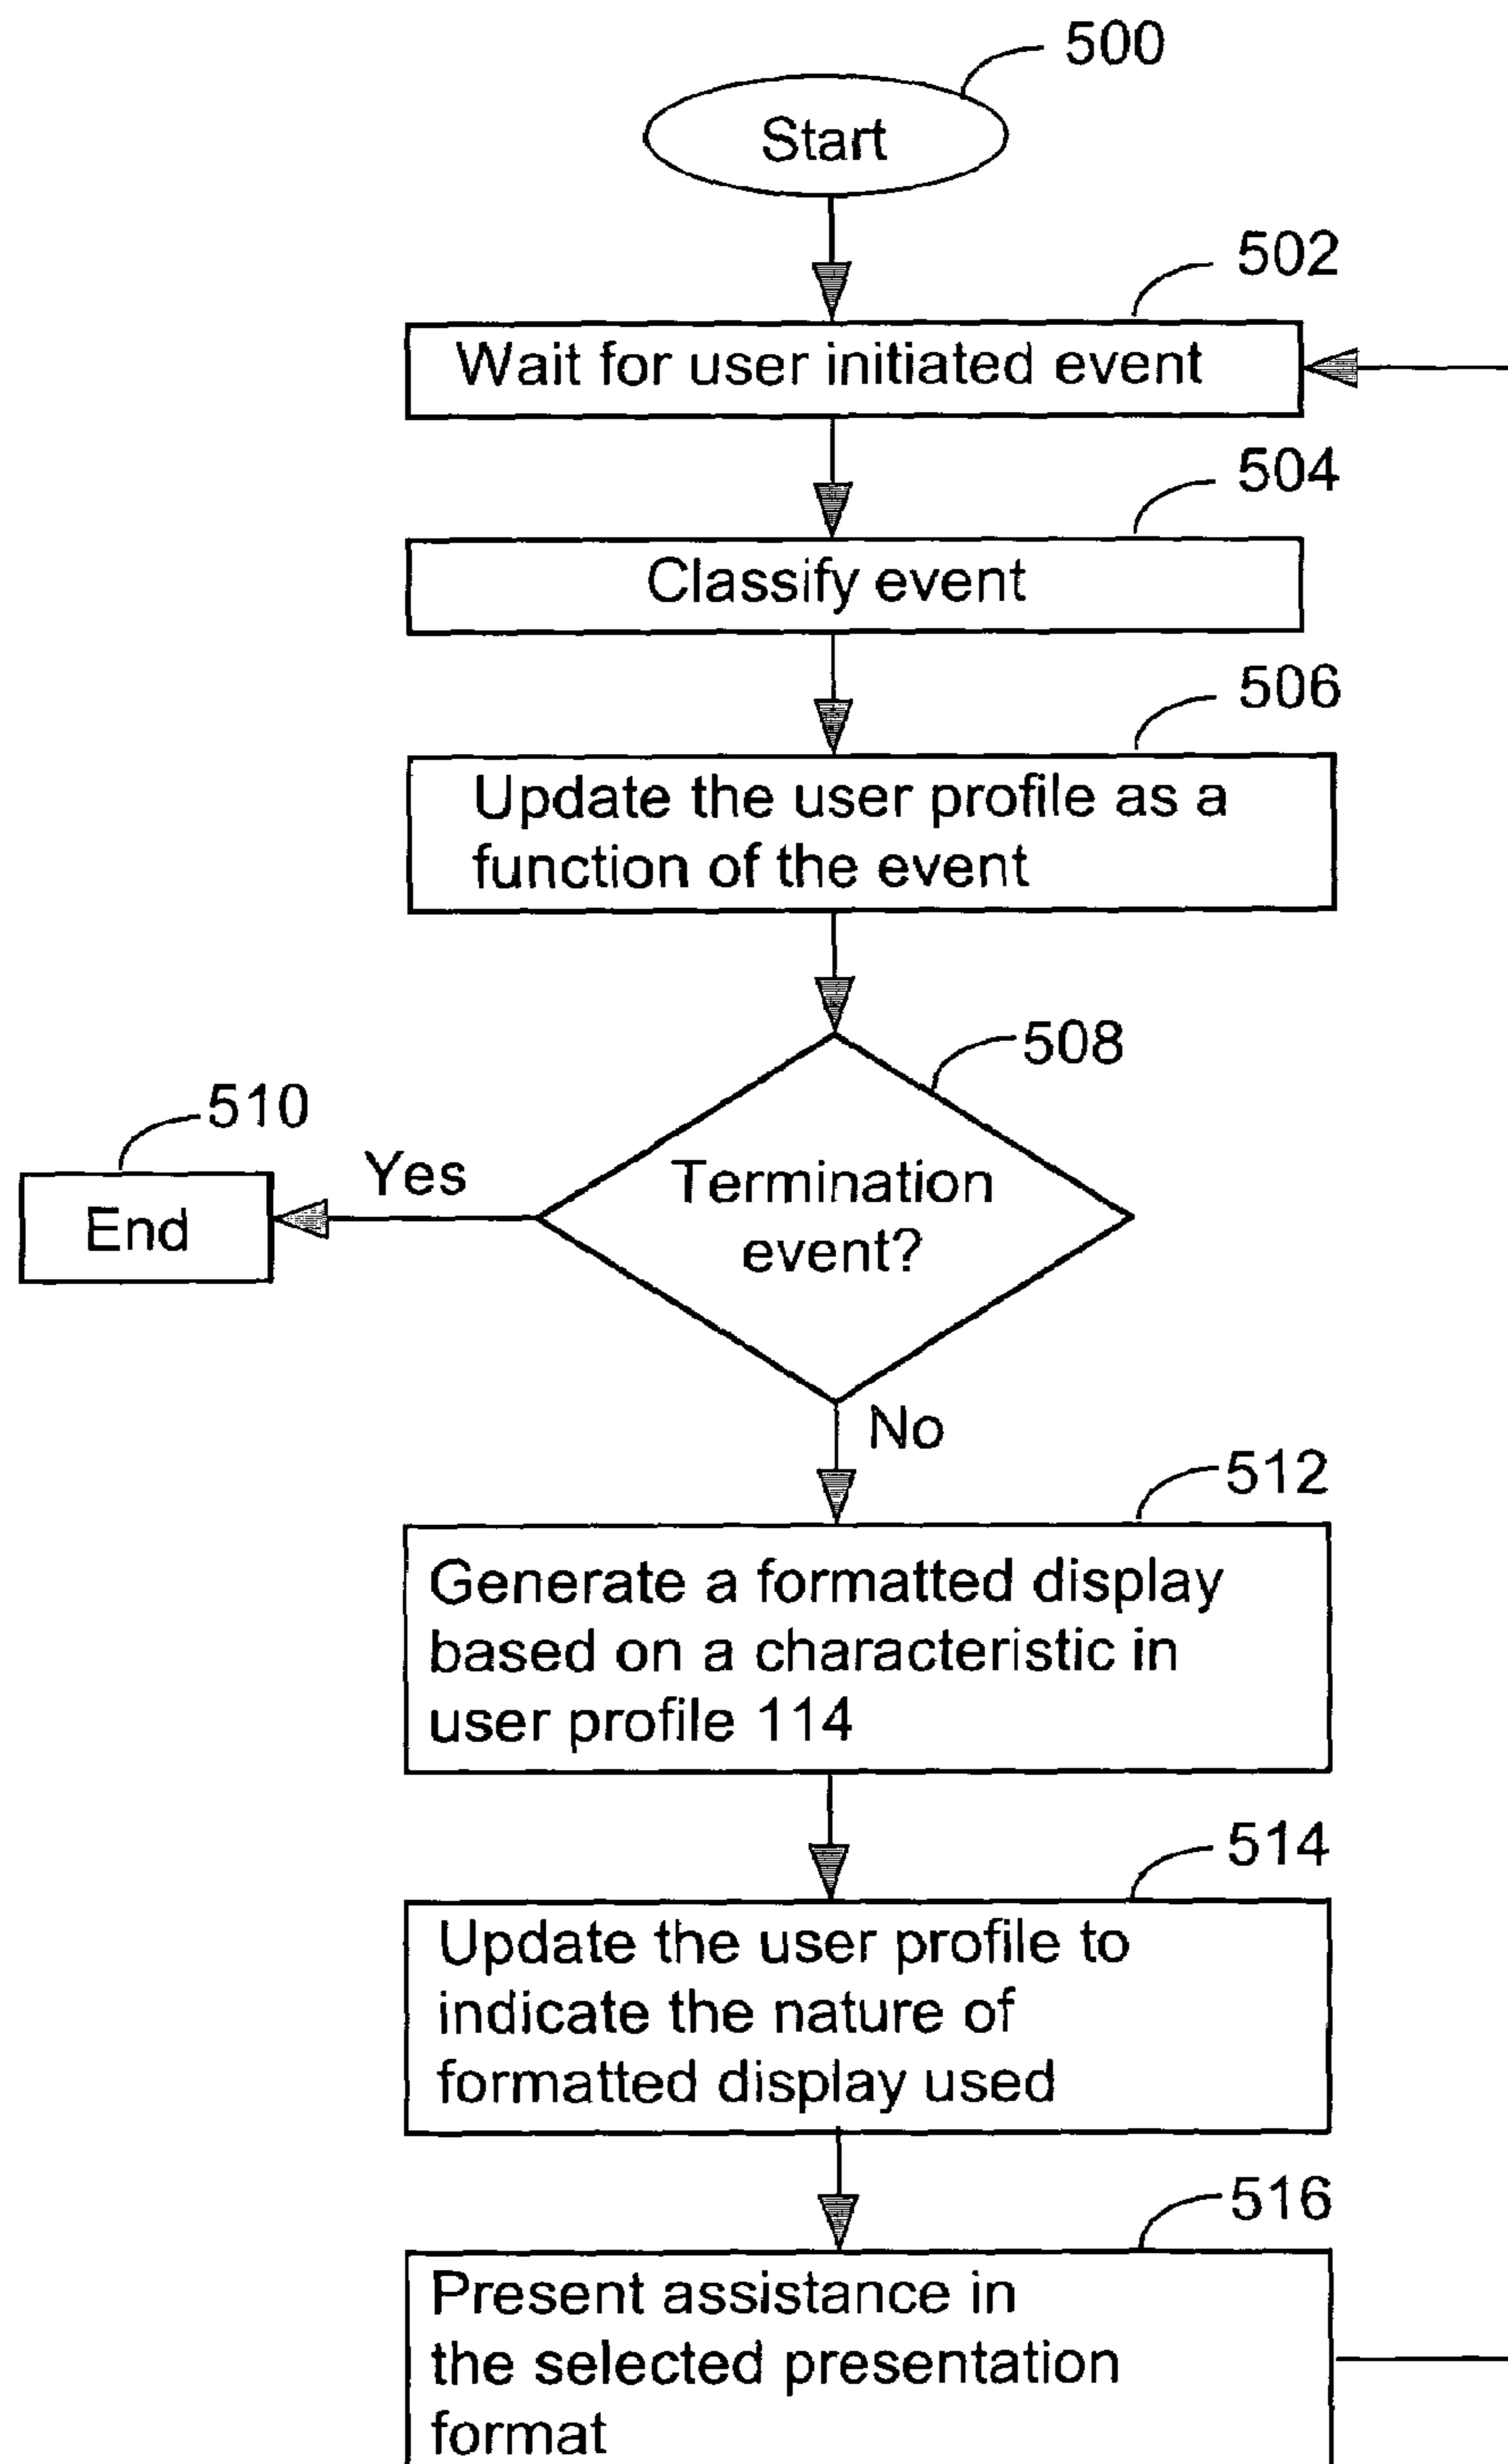 500
Start
502
Wait for user initiated event
504
Classify event
506
Update the user profile as a
function of the event
508
510
Yes
Termination
event?
End
No
512
Generate a formatted display
based on a characteristic in
user profile 114
514
Update the user profile to
indicate the nature of
formatted display used
516
Present assistance in
the selected presentation
format